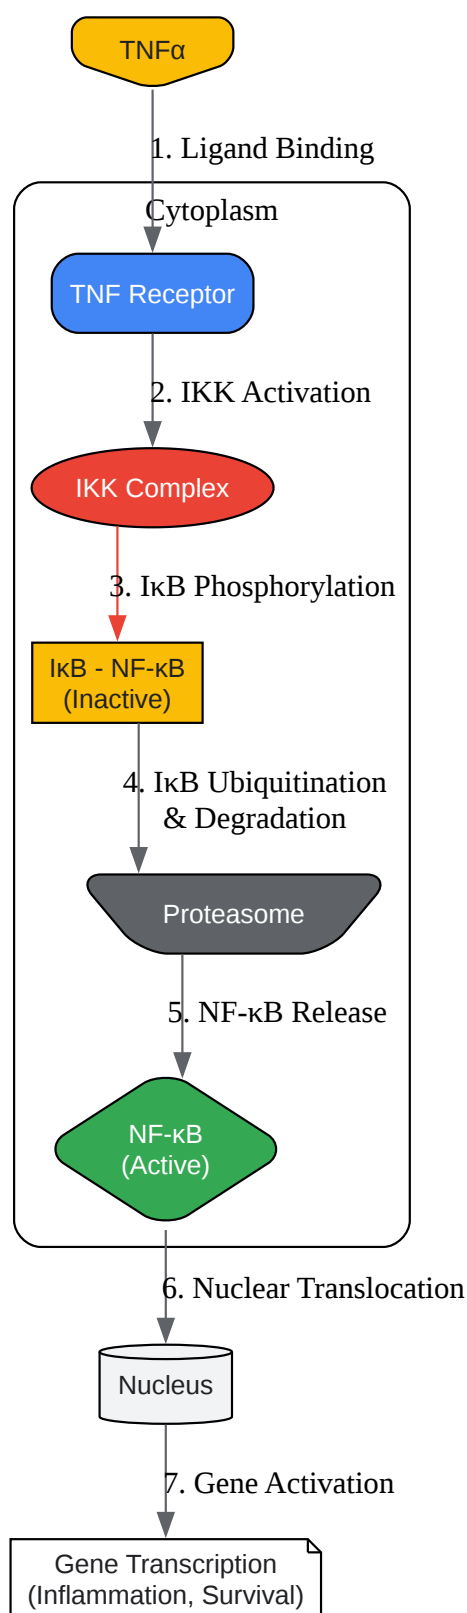 TNFα
1. Ligand Binding
Cytoplasm
TNF Receptor
2. IKK Activation
IKK Complex
3. IκB Phosphorylation
IκB - NF-κB
(Inactive)
4. IκB Ubiquitination
& Degradation
Proteasome
5. NF-κB Release
NF-κB
(Active)
6. Nuclear Translocation
Nucleus
7. Gene Activation
Gene Transcription
(Inflammation, Survival)